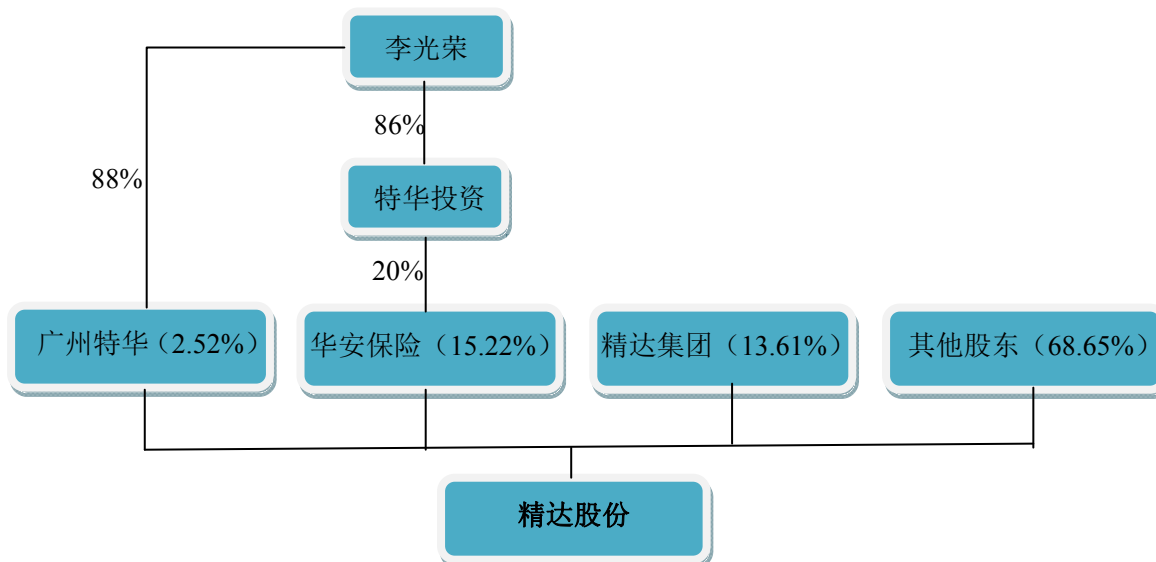 李光荣
86%
88%
特华投资
20%
广州特华（2.52%）
华安保险（15.22%）
精达集团（13.61%）
其他股东（68.65%）
精达股份